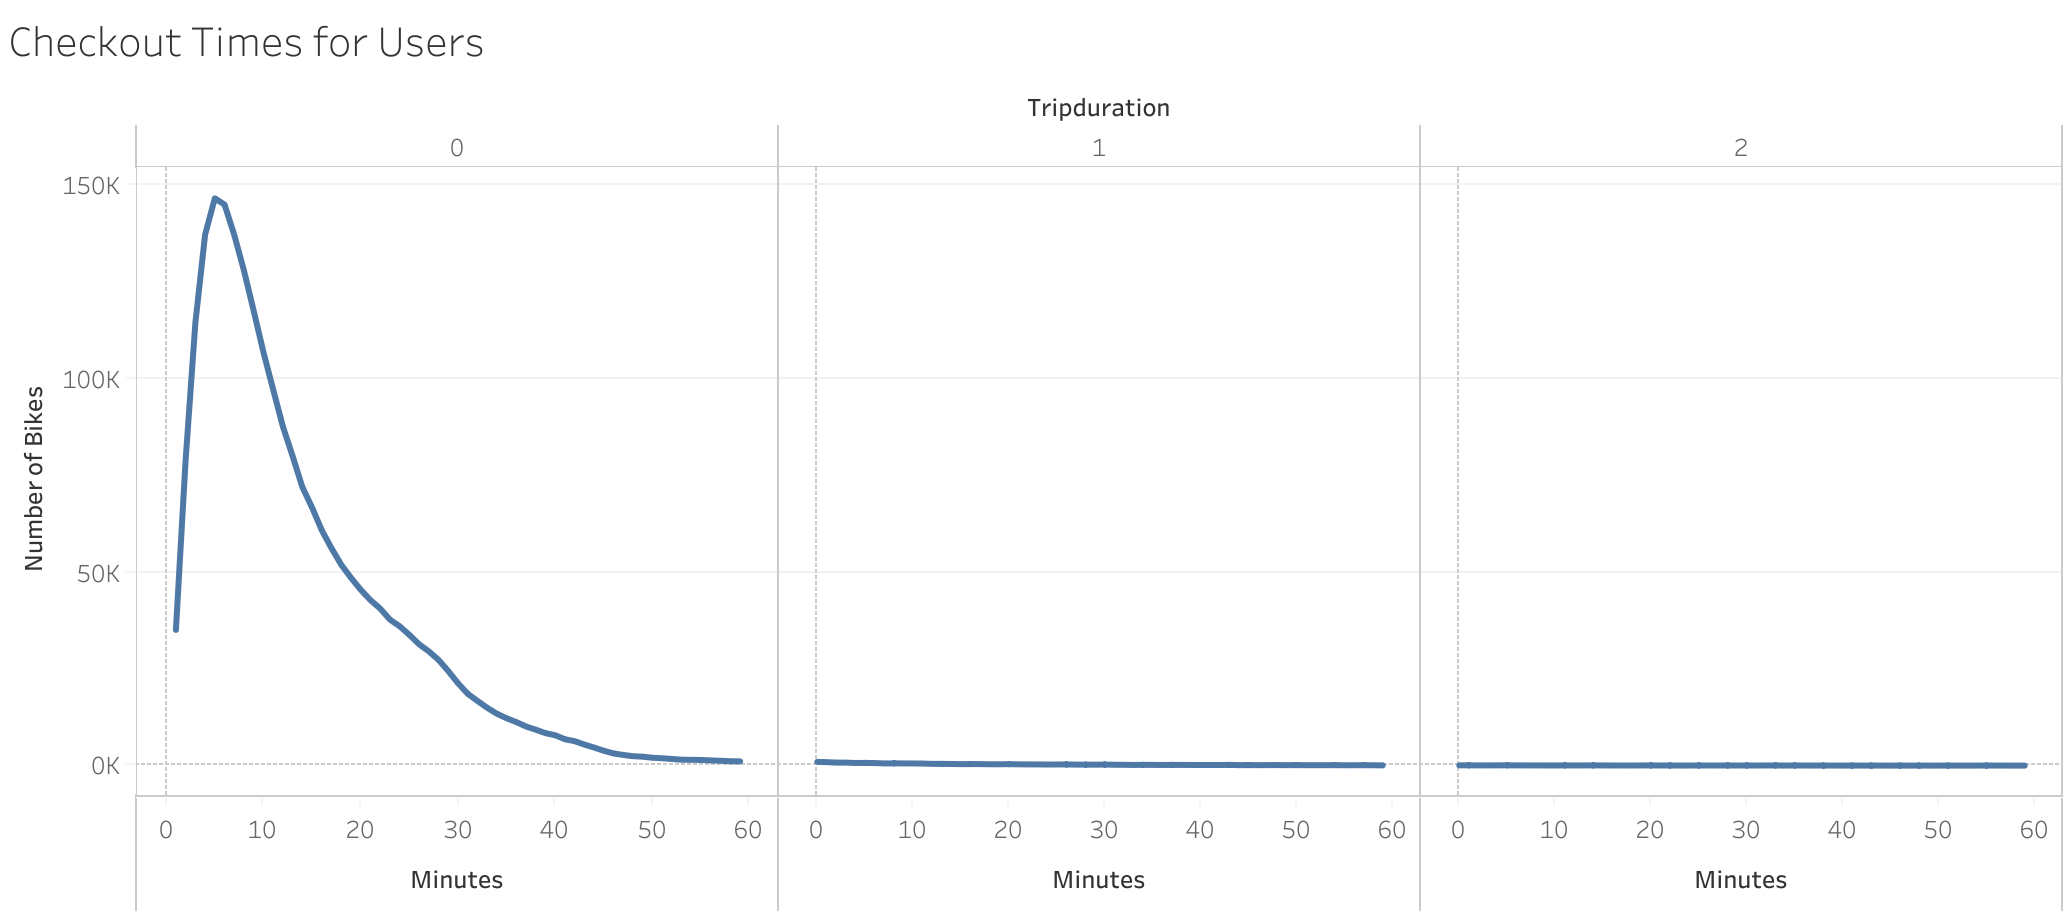 Checkout Times for Users
Tripduration
0 1 2
150K
100K
50K
0K
Number of Bikes
0 10 20 30 40 50 60 0 10 20 30 40 50 60 0 10 20 30 40 50 60
Minutes Minutes Minutes